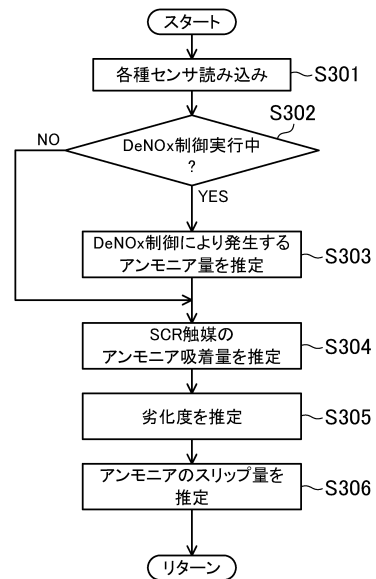 スタート
各種センサ読み込み
S301
S302
DeNOx制御実行中
?
NO
YES
DeNOx制御により発生する
アンモニア量を推定
S303
SCR触媒の
アンモニア吸着量を推定
S304
劣化度を推定
S305
アンモニアのスリップ量を
推定
S306
リターン